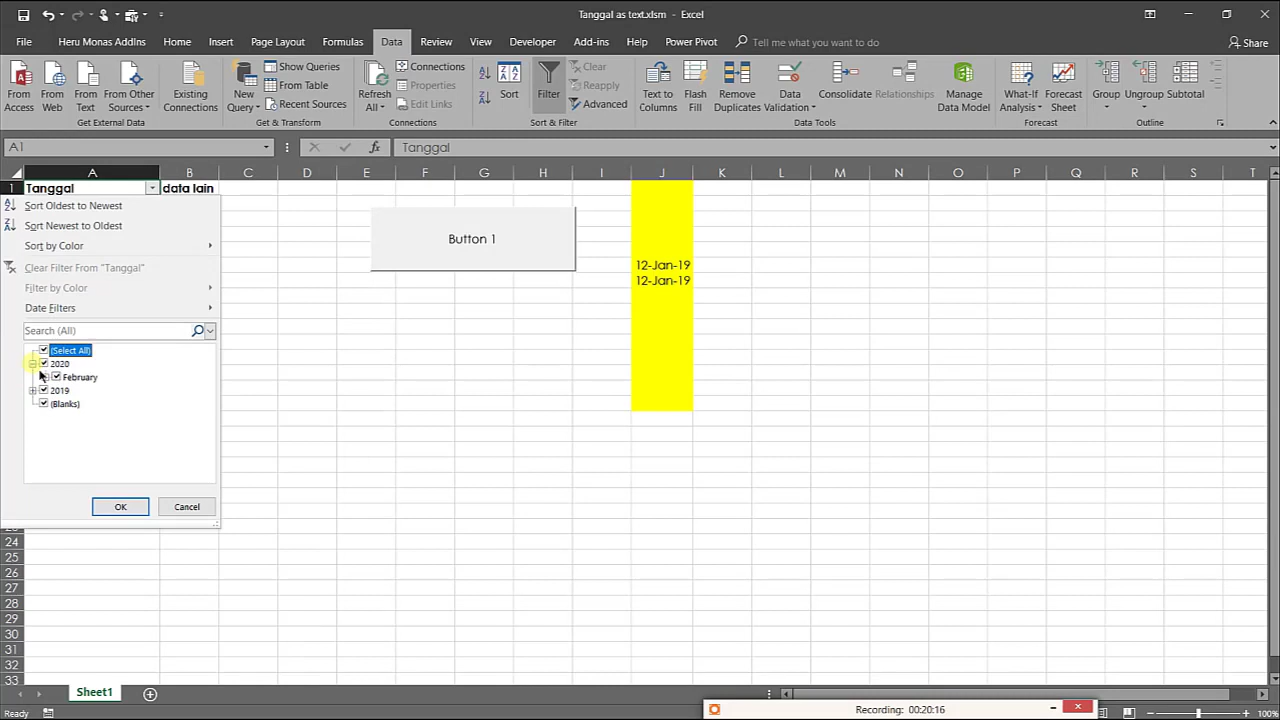 Tanggal as text.xlsm - Excel
File
Heru Monas AddIns
Home
Insert
Page Layout
Formulas
Data
Review
View
Developer
Add-ins
Help
Power Pivot
Tell me what you want to do
Share
From Access
From Web
From Text
From Other Sources
Existing Connections
Get External Data
New Query
Show Queries
From Table
Recent Sources
Get & Transform
Refresh All
Connections
Properties
Edit Links
Connections
Sort
Filter
Clear
Reapply
Advanced
Sort & Filter
Text to Columns
Flash Fill
Remove Duplicates
Data Validation
Consolidate
Relationships
Manage Data Model
Data Tools
What-If Analysis
Forecast Sheet
Forecast
Group
Ungroup
Subtotal
Outline
A1
fx
Tanggal
A B C D E F G H I J K L M N O P Q R S T
1 Tanggal data lain
Sort Oldest to Newest
Sort Newest to Oldest
Sort by Color
Clear Filter From "Tanggal"
Filter by Color
Date Filters
Search (All)
(Select All)
2020
February
2019
(Blanks)
OK
Cancel
Button 1
12-Jan-19
12-Jan-19
24
25
26
27
28
29
30
31
32
33
Sheet1
Ready
Recording: 00:20:16
100%